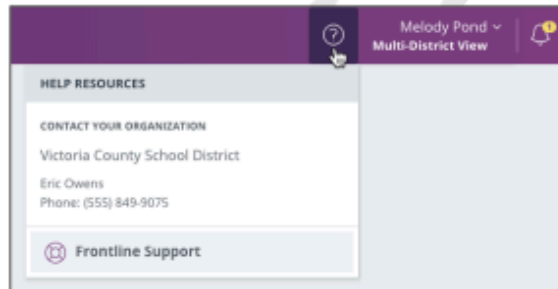 ?
Melody Pond
Multi-District View
1
HELP RESOURCES
CONTACT YOUR ORGANIZATION
Victoria County School District
Eric Owens
Phone: (555) 849-9075
Frontline Support